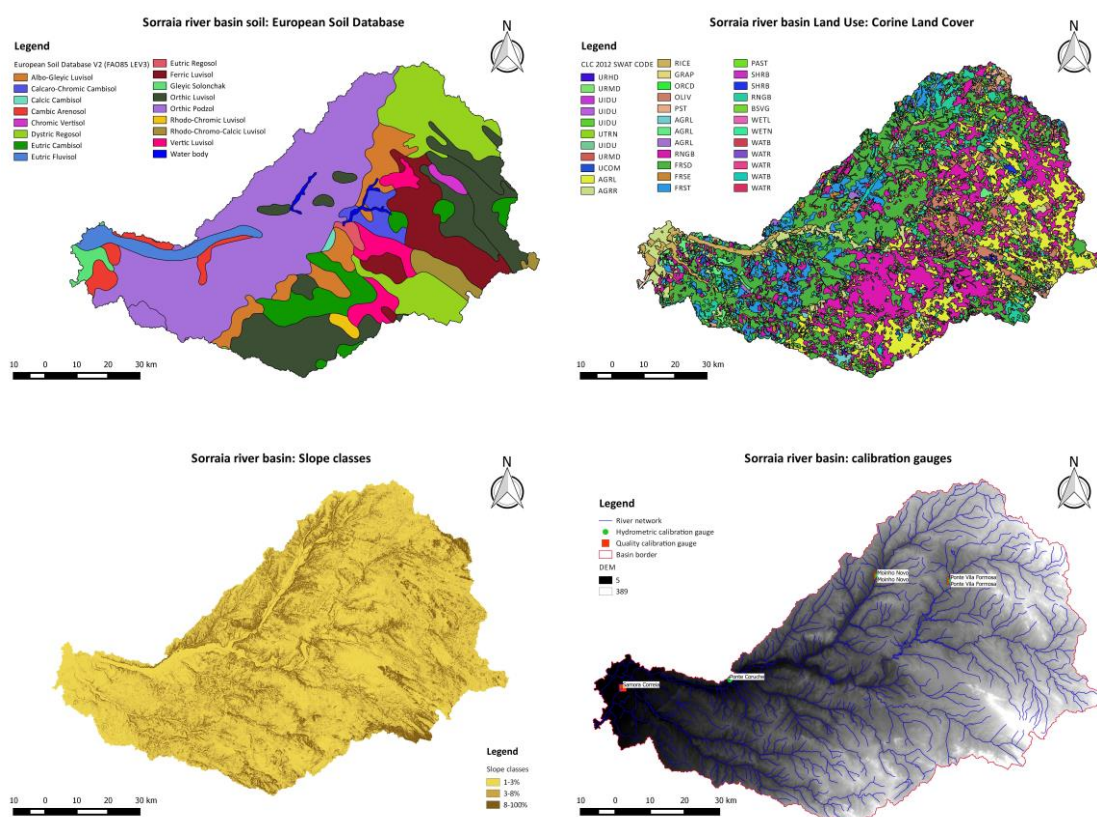 Sorraia river basin soil: European Soil Database
Legend
European Soil Database V2 (FAO85 LEV3)
Albo-Gleyic Luvisol
Calcaro-Chromic Cambisol
Calcic Cambisol
Cambic Arenosol
Chromic Vertisol
Dystric Regosol
Eutric Cambisol
Eutric Fluvisol
Eutric Regosol
Ferric Luvisol
Gleyic Solonchak
Orthic Luvisol
Orthic Podzol
Rhodo-Chromic Luvisol
Rhodo-Chromo-Calcic Luvisol
Vertic Luvisol
Water body
N
10 0 10 20 30 km
Sorraia river basin Land Use: Corine Land Cover
Legend
CLC 2012 SWAT CODE
URHD
URMD
UIDU
UIDU
UIDU
UTRN
UIDU
URMD
UCOM
AGRL
AGRR
RICE
GRAP
ORCD
OLIV
PST
AGRL
AGRL
AGRL
RNGB
FRSD
FRSE
FRST
PAST
SHRB
SHRB
RNGB
BSVG
WETL
WETN
WATB
WATR
WATR
WATB
WATR
N
10 0 10 20 30 km
Sorraia river basin: Slope classes
N
Legend
Slope classes
1-3%
3-8%
8-100%
10 0 10 20 30 km
Sorraia river basin: calibration gauges
Legend
River network
Hydrometric calibration gauge
Quality calibration gauge
Basin border
DEM
5
389
N
Moinho Novo
Moinho Novo
Ponte Vila Formosa
Ponte Vila Formosa
Ponte Coruche
Samora Correia
10 0 10 20 30 km